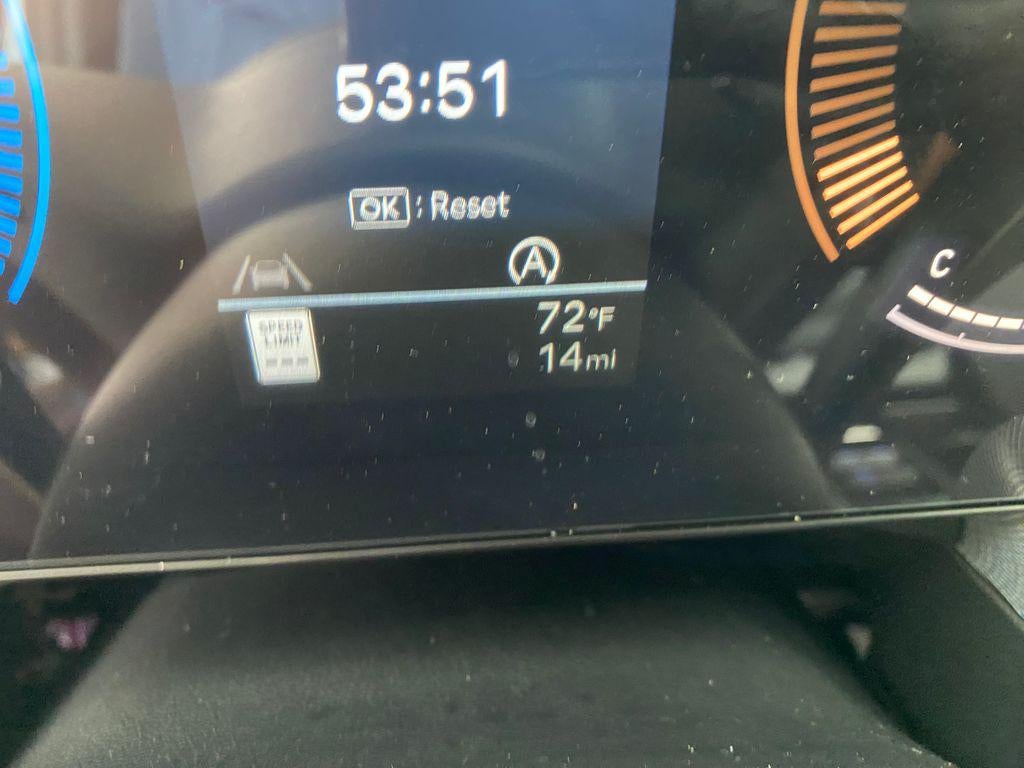 53:51
OK : Reset
A
C
SPEED
LIMIT
---
72°F
14mi